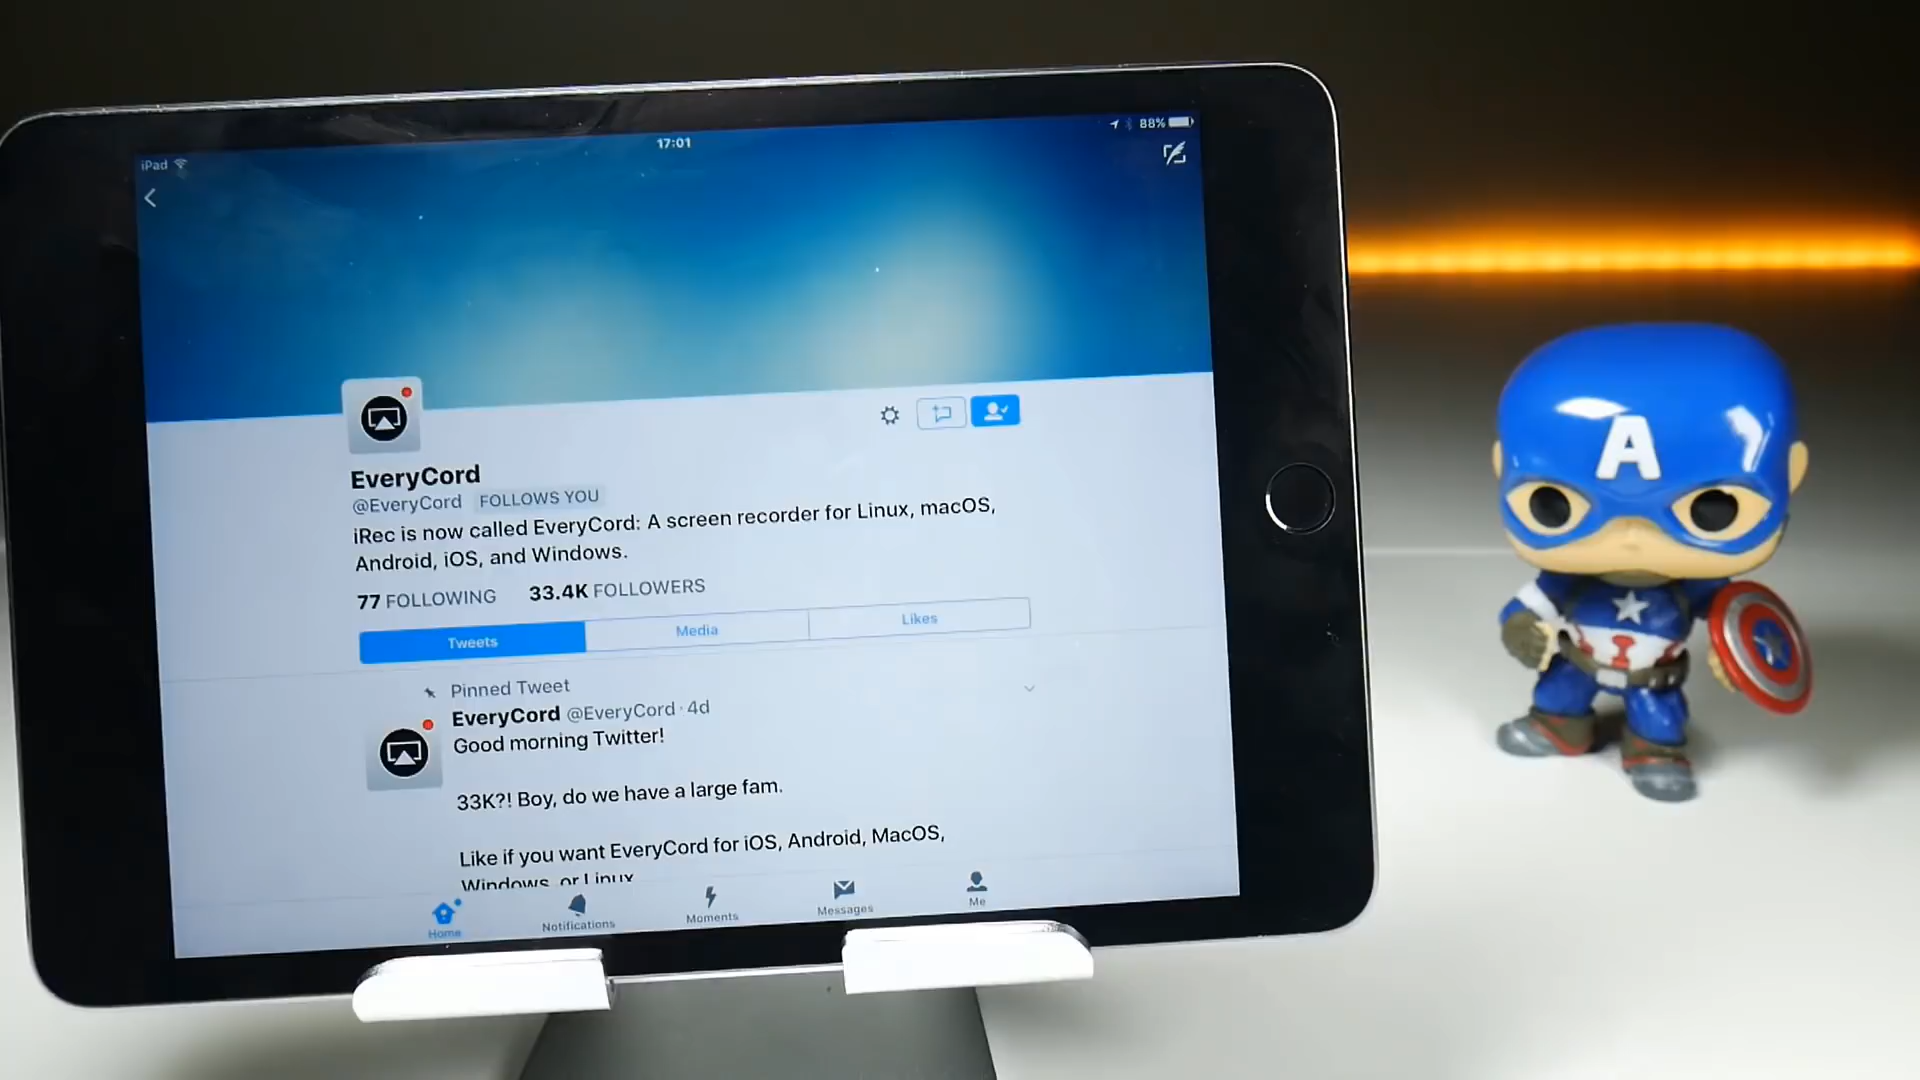 iPad
17:01
88%
EveryCord
@EveryCord FOLLOWS YOU
iRec is now called EveryCord: A screen recorder for Linux, macOS,
Android, iOS, and Windows.
77 FOLLOWING 33.4K FOLLOWERS
Tweets Media Likes
Pinned Tweet
EveryCord @EveryCord · 4d
Good morning Twitter!
33K?! Boy, do we have a large fam.
Like if you want EveryCord for iOS, Android, MacOS,
Windows, or Linux
Home Notifications Moments Messages Me
A